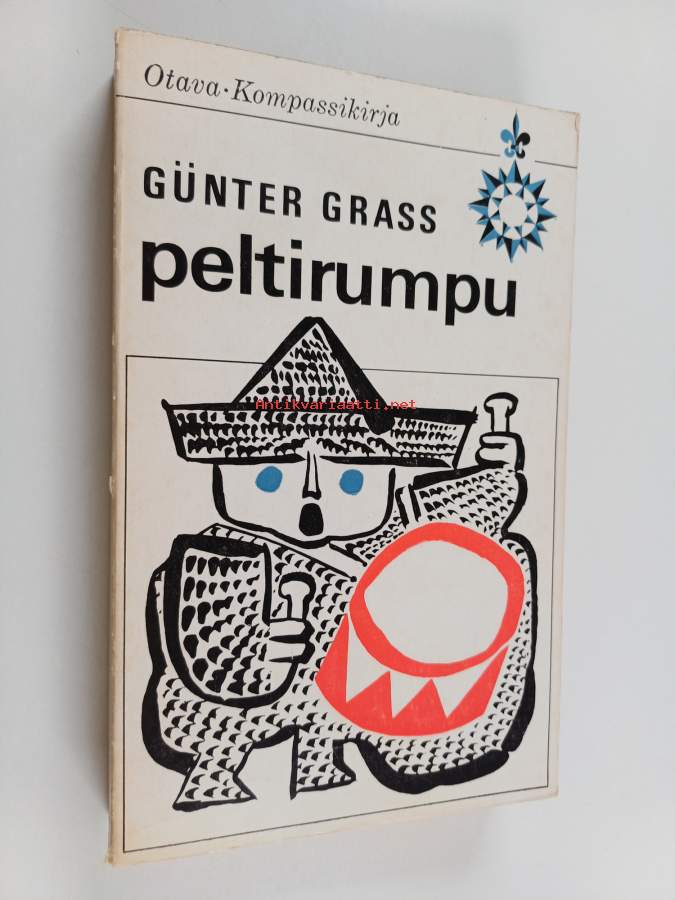 Otava · Kompassikirja
GÜNTER GRASS
peltirumpu
Antikvariaatti.net